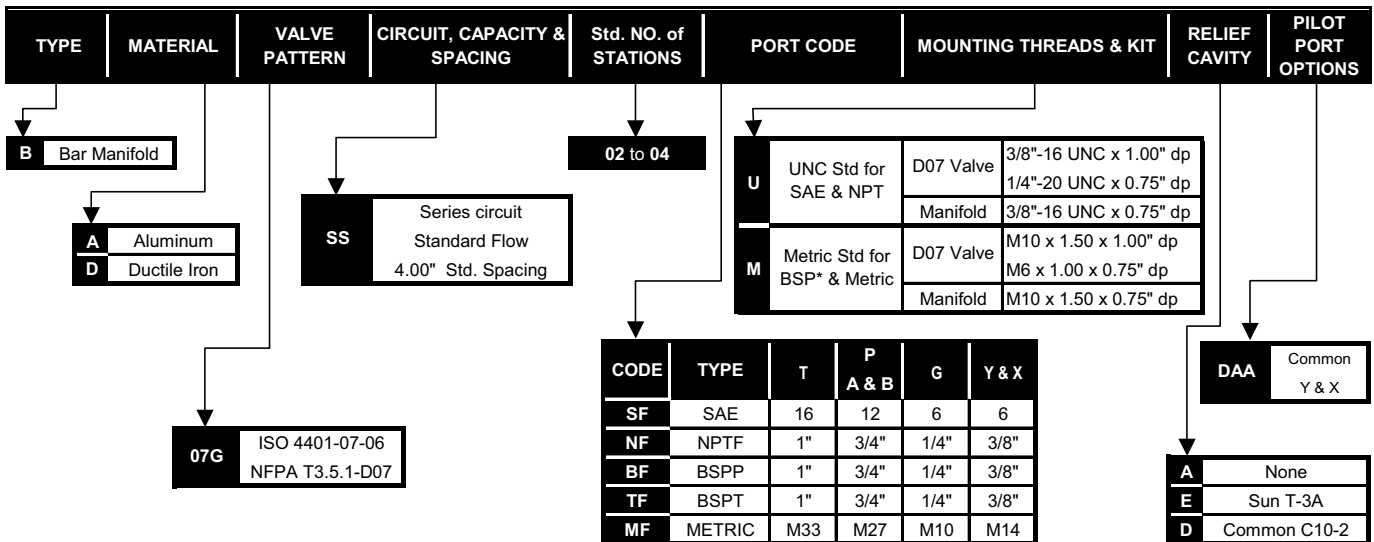 TYPE
MATERIAL
VALVE
PATTERN
CIRCUIT, CAPACITY &
SPACING
Std. NO. of
STATIONS
PORT CODE
MOUNTING THREADS & KIT
RELIEF
CAVITY
PILOT
PORT
OPTIONS
B Bar Manifold
A Aluminum
D Ductile Iron
07G
ISO 4401-07-06
NFPA T3.5.1-D07
SS
Series circuit
Standard Flow
4.00" Std. Spacing
02 to 04
U
UNC Std for
SAE & NPT
D07 Valve
3/8"-16 UNC x 1.00" dp
1/4"-20 UNC x 0.75" dp
Manifold 3/8"-16 UNC x 0.75" dp
M
Metric Std for
BSP* & Metric
D07 Valve
M10 x 1.50 x 1.00" dp
M6 x 1.00 x 0.75" dp
Manifold M10 x 1.50 x 0.75" dp
CODE TYPE T P A & B G Y & X
SF SAE 16 12 6 6
NF NPTF 1" 3/4" 1/4" 3/8"
BF BSPP 1" 3/4" 1/4" 3/8"
TF BSPT 1" 3/4" 1/4" 3/8"
MF METRIC M33 M27 M10 M14
DAA
Common
Y & X
A None
E Sun T-3A
D Common C10-2